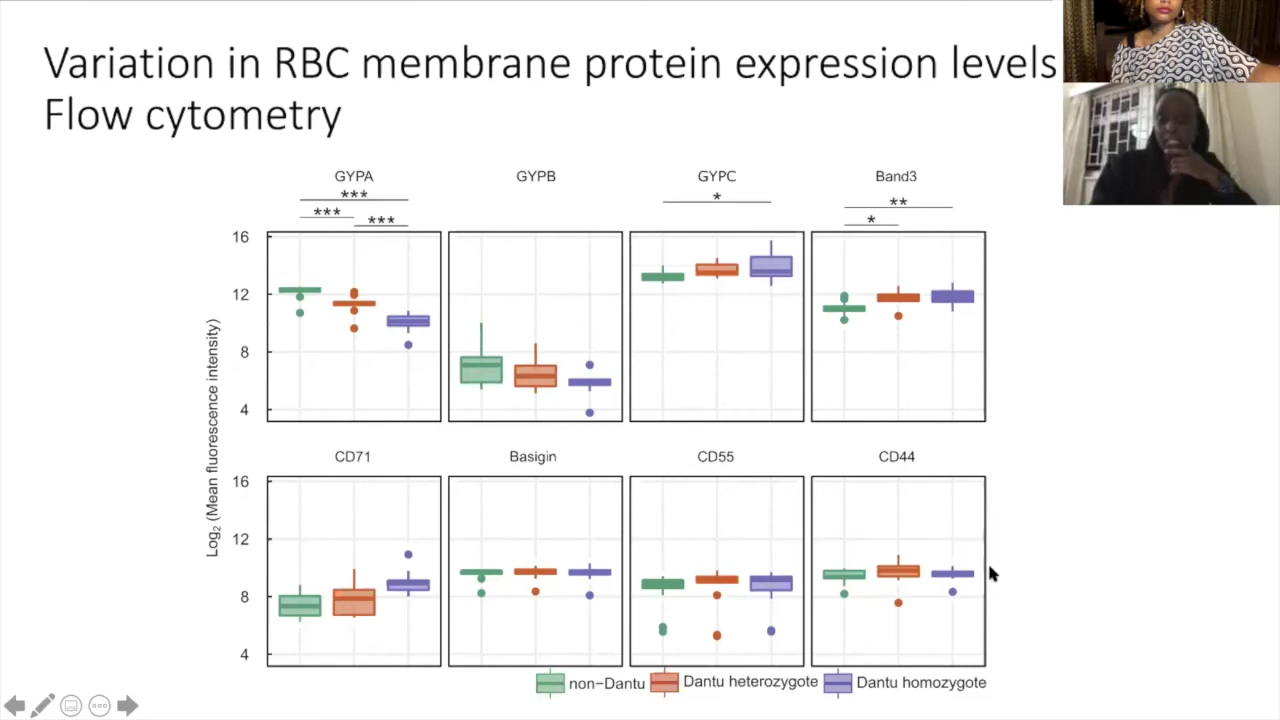 Variation in RBC membrane protein expression levels
Flow cytometry
GYPA
GYPB
GYPC
Band3
***
***
***
*
**
*
16
12
8
4
Log2 (Mean fluorescence intensity)
CD71
Basigin
CD55
CD44
16
12
8
4
non−Dantu
Dantu heterozygote
Dantu homozygote